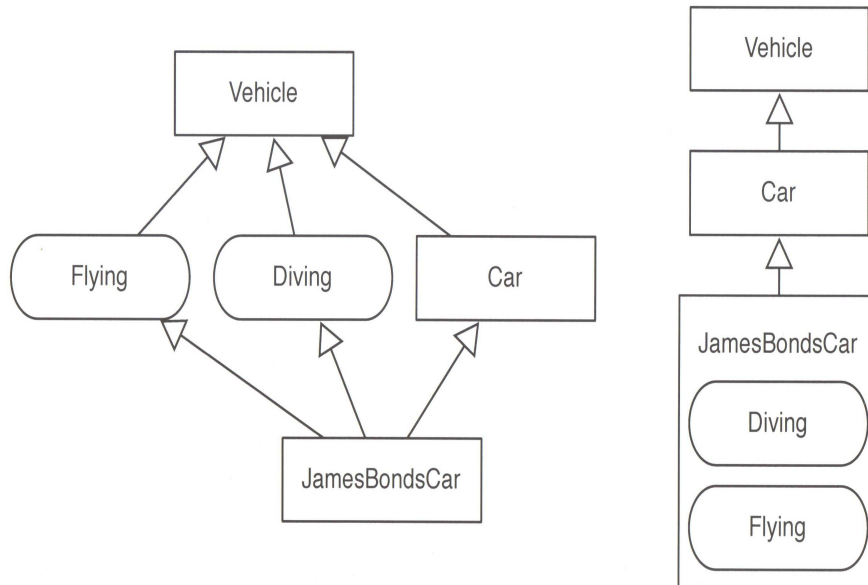 Vehicle
Flying
Diving
Car
JamesBondsCar
Vehicle
Car
JamesBondsCar
Diving
Flying